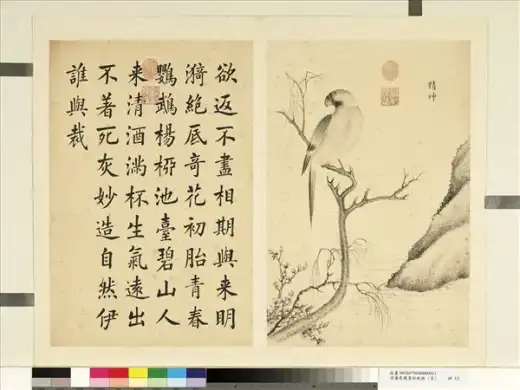 欲返不盡相期與来明
漪絕底奇花初胎青春
鸚鵡楊桺池臺碧山人
来清酒滿杯生氣遠出
不著死灰妙造自然伊
誰與裁
精神